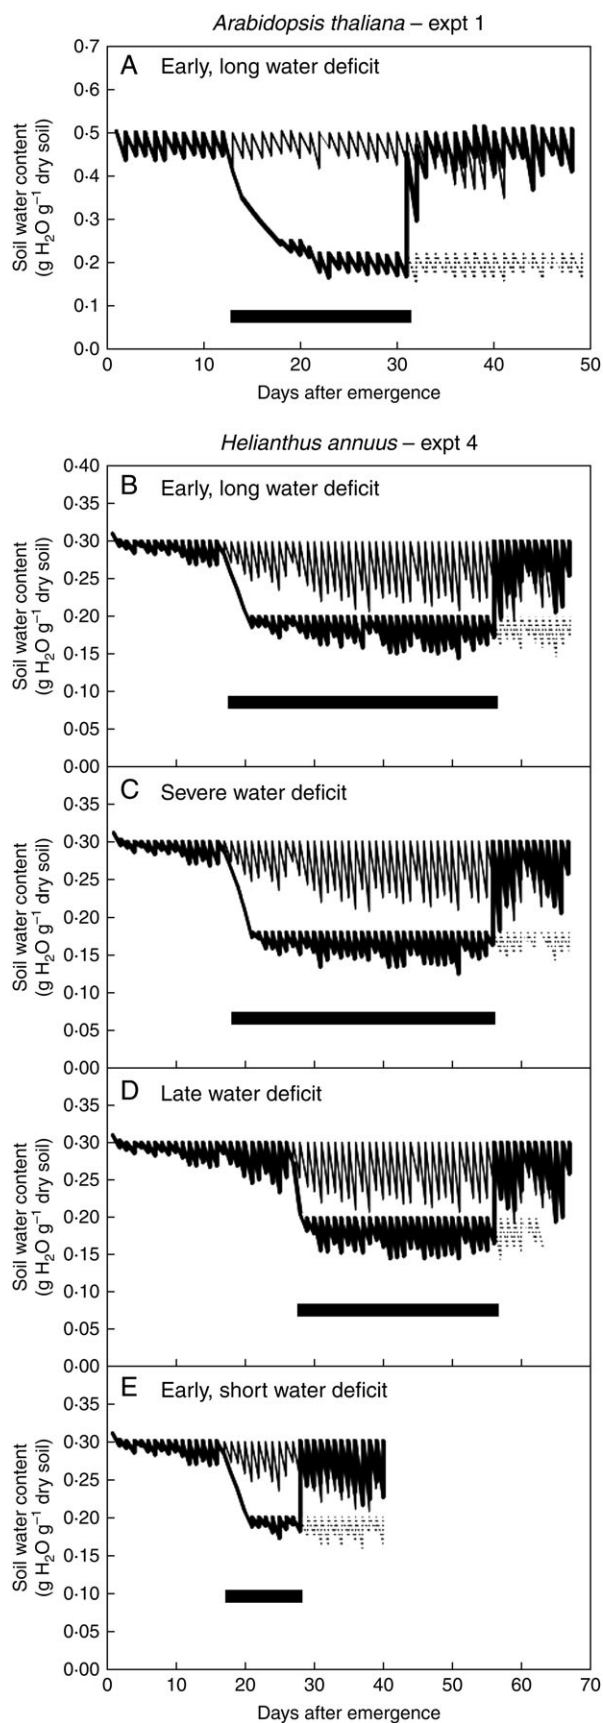 Arabidopsis thaliana – expt 1
A Early, long water deficit
Soil water content
(g H₂O g⁻¹ dry soil)
0·7
0·6
0·5
0·4
0·3
0·2
0·1
0·0
0 10 20 30 40 50
Days after emergence
Helianthus annuus – expt 4
B Early, long water deficit
Soil water content
(g H₂O g⁻¹ dry soil)
0·40
0·35
0·30
0·25
0·20
0·15
0·10
0·05
0·00
C Severe water deficit
Soil water content
(g H₂O g⁻¹ dry soil)
0·35
0·30
0·25
0·20
0·15
0·10
0·05
0·00
D Late water deficit
Soil water content
(g H₂O g⁻¹ dry soil)
0·35
0·30
0·25
0·20
0·15
0·10
0·05
0·00
E Early, short water deficit
Soil water content
(g H₂O g⁻¹ dry soil)
0·35
0·30
0·25
0·20
0·15
0·10
0·05
0·00
0 10 20 30 40 50 60 70
Days after emergence